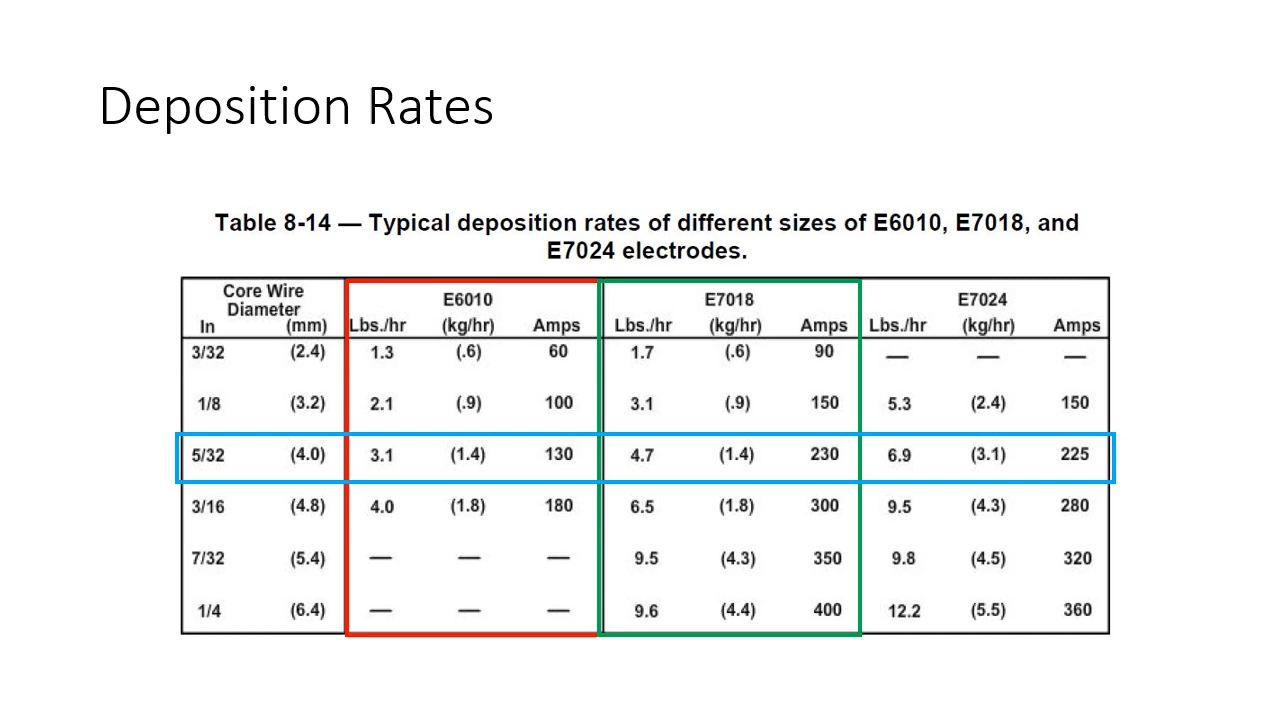 Deposition Rates
Table 8-14 — Typical deposition rates of different sizes of E6010, E7018, and
E7024 electrodes.
Core Wire
Diameter
E6010 E7018 E7024
In (mm) Lbs./hr (kg/hr) Amps Lbs./hr (kg/hr) Amps Lbs./hr (kg/hr) Amps
3/32 (2.4) 1.3 (.6) 60 1.7 (.6) 90 — — —
1/8 (3.2) 2.1 (.9) 100 3.1 (.9) 150 5.3 (2.4) 150
5/32 (4.0) 3.1 (1.4) 130 4.7 (1.4) 230 6.9 (3.1) 225
3/16 (4.8) 4.0 (1.8) 180 6.5 (1.8) 300 9.5 (4.3) 280
7/32 (5.4) — — — 9.5 (4.3) 350 9.8 (4.5) 320
1/4 (6.4) — — — 9.6 (4.4) 400 12.2 (5.5) 360